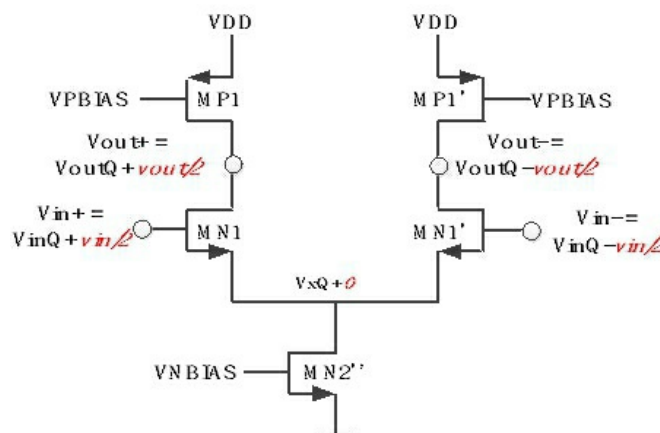 VDD VDD
VPBIAS MP1 MP1' VPBIAS
Vout+= Vout-=
VoutQ+vout/2 VoutQ-vout/2
Vin+= Vin-=
VinQ+vin/2 MN1 MN1' VinQ-vin/2
VxQ+0
VNBIAS MN2''